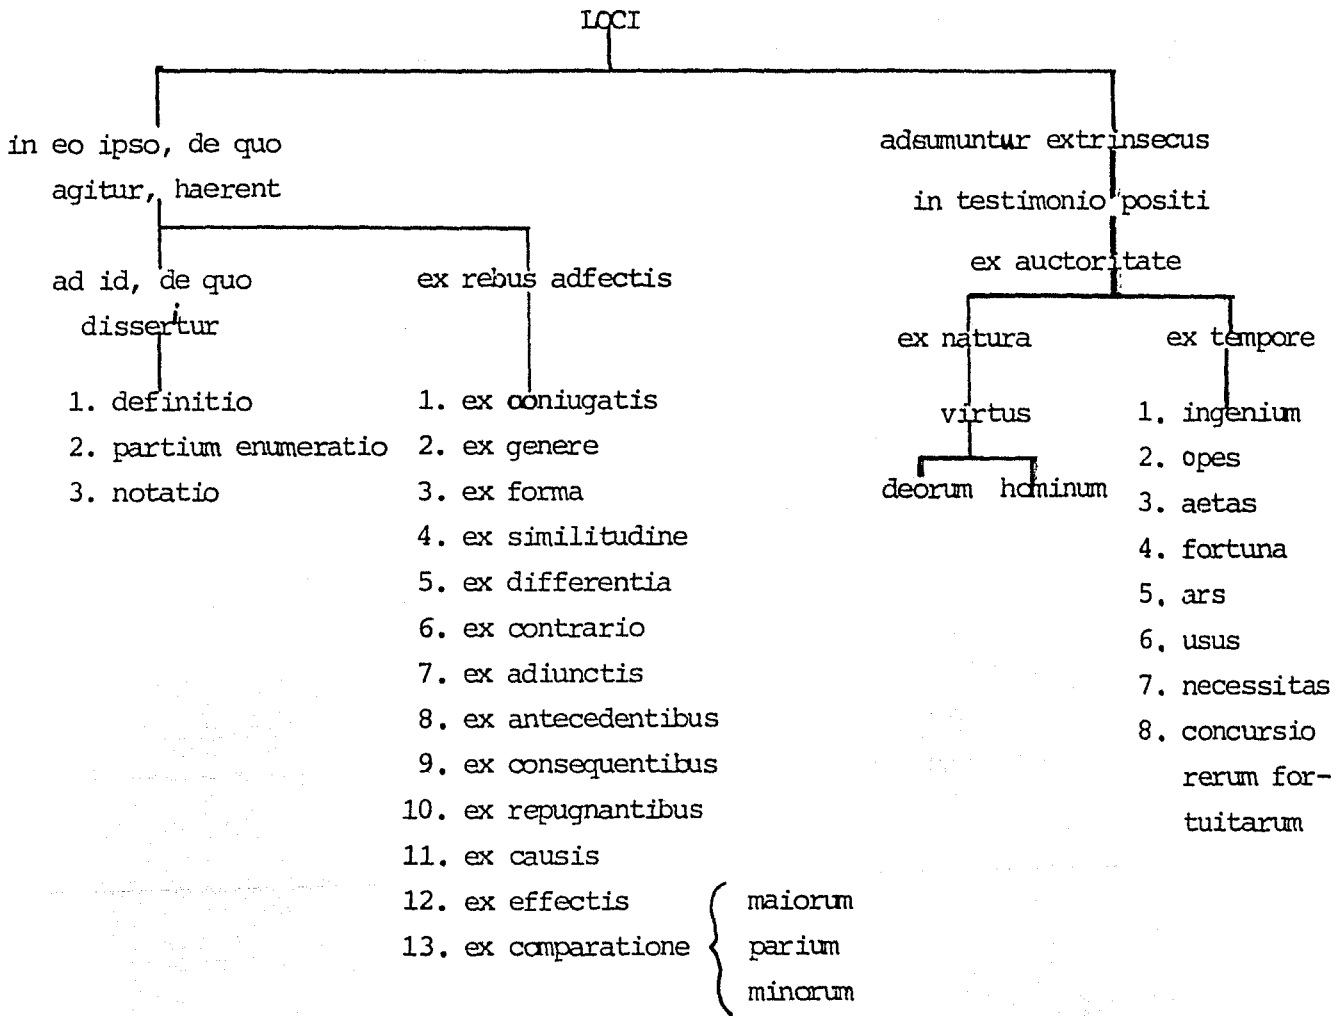 LOCI
in eo ipso, de quo
agitur, haerent
ad id, de quo
dissertur
1. definitio
2. partium enumeratio
3. notatio
ex rebus adfectis
1. ex coniugatis
2. ex genere
3. ex forma
4. ex similitudine
5. ex differentia
6. ex contrario
7. ex adiunctis
8. ex antecedentibus
9. ex consequentibus
10. ex repugnantibus
11. ex causis
12. ex effectis
13. ex comparatione
maiorum
parium
minorum
adsumuntur extrinsecus
in testimonio positi
ex auctoritate
ex natura
virtus
deorum hominum
ex tempore
1. ingenium
2. opes
3. aetas
4. fortuna
5. ars
6. usus
7. necessitas
8. concursio
rerum for-
tuitarum